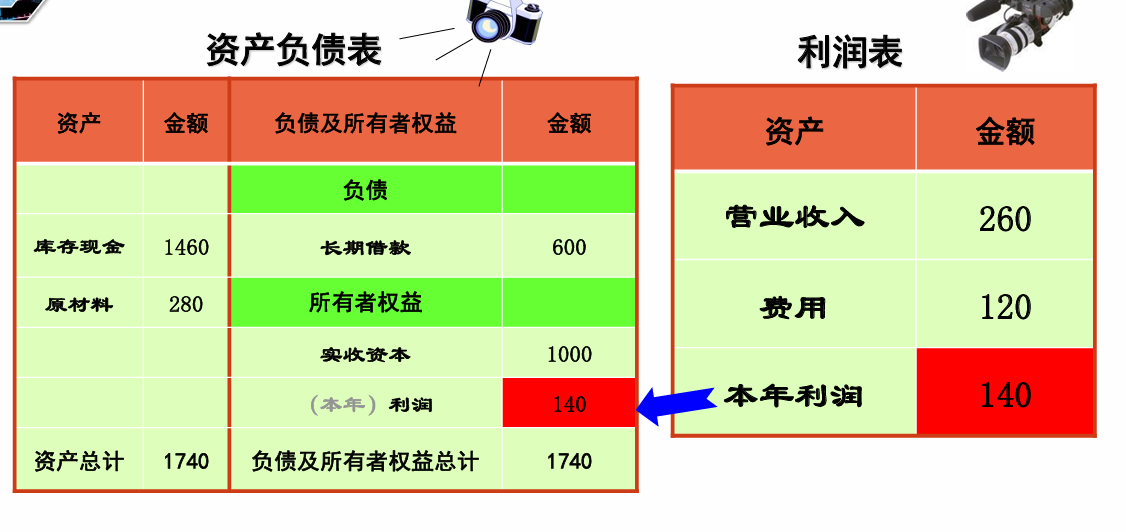 资产负债表
利润表
资产 金额 负债及所有者权益 金额
负债
库存现金 1460 长期借款 600
原材料 280 所有者权益
实收资本 1000
（本年）利润 140
资产总计 1740 负债及所有者权益总计 1740
资产 金额
营业收入 260
费用 120
本年利润 140